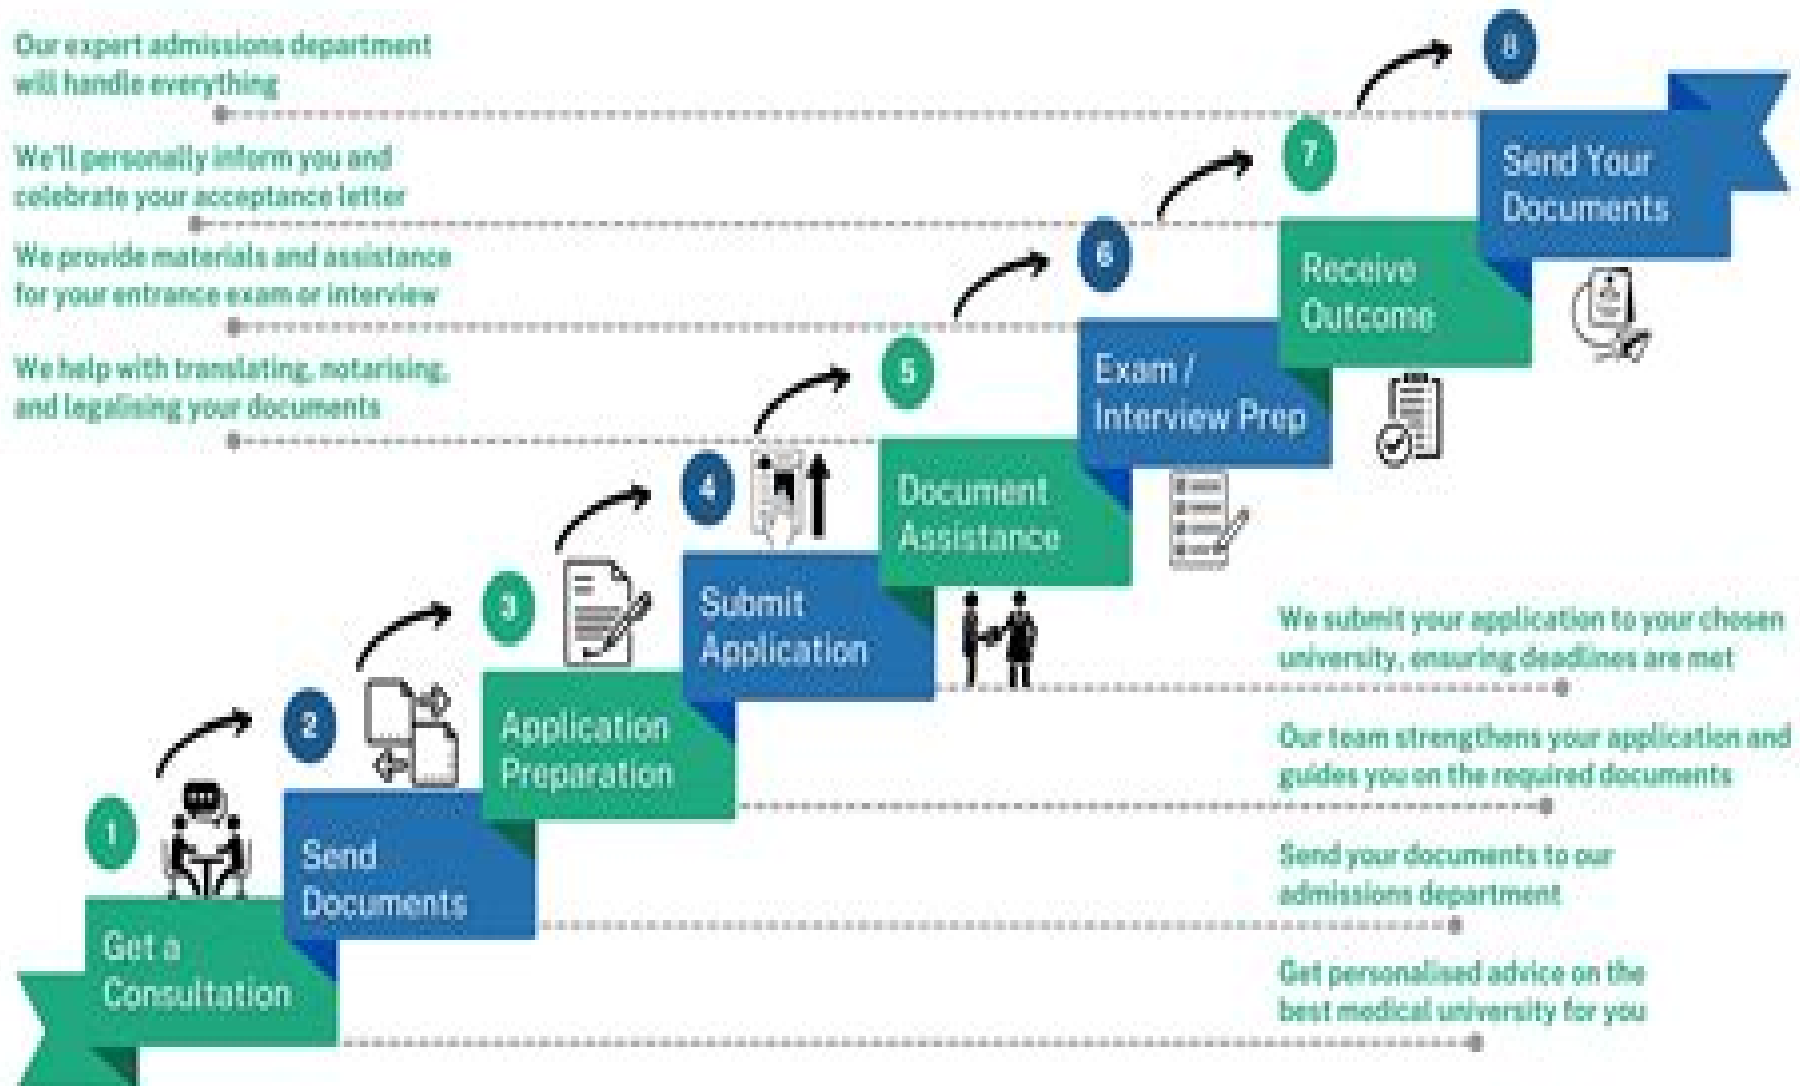 Our expert admissions department
will handle everything
8
Send Your
Documents
We'll personally inform you and
celebrate your acceptance letter
7
Receive
Outcome
We provide materials and assistance
for your entrance exam or interview
6
Exam /
Interview Prep
We help with translating, notarising,
and legalising your documents
5
Document
Assistance
4
Submit
Application
We submit your application to your chosen
university, ensuring deadlines are met
3
Application
Preparation
Our team strengthens your application and
guides you on the required documents
2
Send
Documents
Send your documents to our
admissions department
1
Get a
Consultation
Get personalised advice on the
best medical university for you